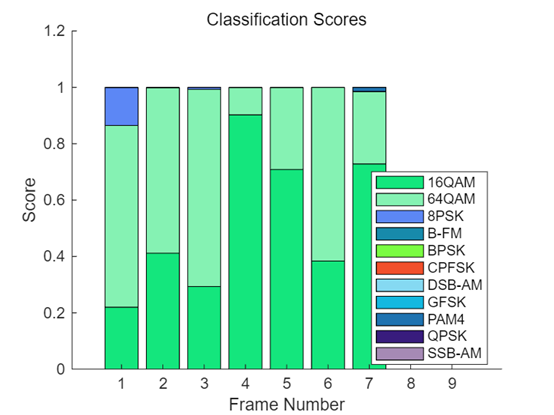 Classification Scores
1.2
1
0.8
0.6
0.4
0.2
0
Score
16QAM
64QAM
8PSK
B-FM
BPSK
CPFSK
DSB-AM
GFSK
PAM4
QPSK
SSB-AM
1 2 3 4 5 6 7 8 9
Frame Number